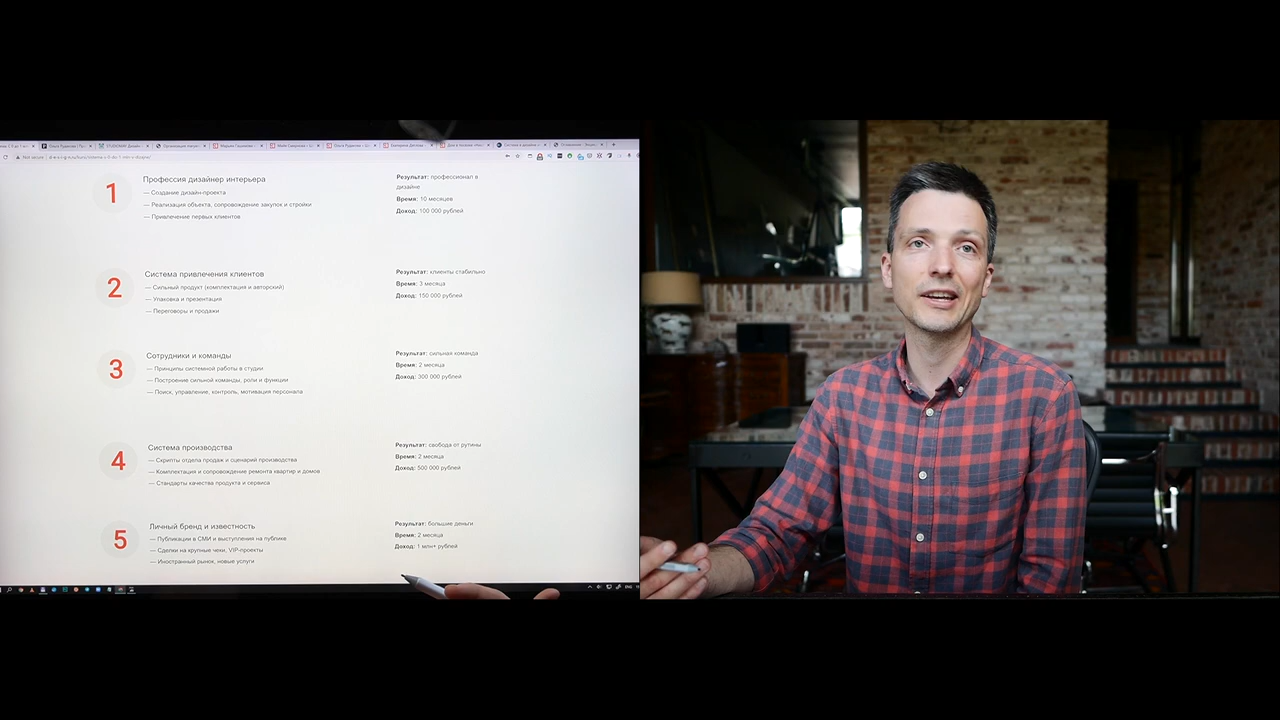 Not secure
1
Профессия дизайнер интерьера
— Создание дизайн-проекта
— Реализация объекта, сопровождение закупок и стройки
— Привлечение первых клиентов
Результат: профессионал в
дизайне
Время: 10 месяцев
Доход: 100 000 рублей
2
Система привлечения клиентов
— Сильный продукт (комплектация и авторский)
— Упаковка и презентация
— Переговоры и продажи
Результат: клиенты стабильно
Время: 3 месяца
Доход: 150 000 рублей
3
Сотрудники и команды
— Принципы системной работы в студии
— Построение сильной команды, роли и функции
— Поиск, управление, контроль, мотивация персонала
Результат: сильная команда
Время: 2 месяца
Доход: 300 000 рублей
4
Система производства
— Скрипты отдела продаж и сценарий производства
— Комплектация и сопровождение ремонта квартир и домов
— Стандарты качества продукта и сервиса
Результат: свобода от рутины
Время: 2 месяца
Доход: 500 000 рублей
5
Личный бренд и известность
— Публикации в СМИ и выступления на публике
— Сделки на крупные чеки, VIP-проекты
— Иностранный рынок, новые услуги
Результат: большие деньги
Время: 2 месяца
Доход: 1 млн+ рублей
ENG